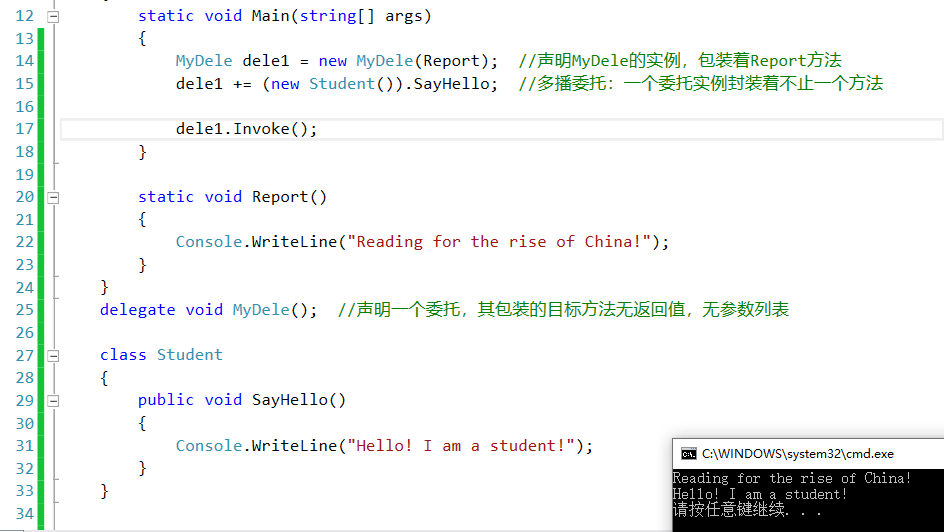 12 static void Main(string[] args)
13 {
14 MyDele dele1 = new MyDele(Report); //声明MyDele的实例，包装着Report方法
15 dele1 += (new Student()).SayHello; //多播委托：一个委托实例封装着不止一个方法
16
17 dele1.Invoke();
18 }
19
20 static void Report()
21 {
22 Console.WriteLine("Reading for the rise of China!");
23 }
24 }
25 delegate void MyDele(); //声明一个委托，其包装的目标方法无返回值，无参数列表
26
27 class Student
28 {
29 public void SayHello()
30 {
31 Console.WriteLine("Hello! I am a student!");
32 }
33 }
34
C:\WINDOWS\system32\cmd.exe
Reading for the rise of China!
Hello! I am a student!
请按任意键继续. . .